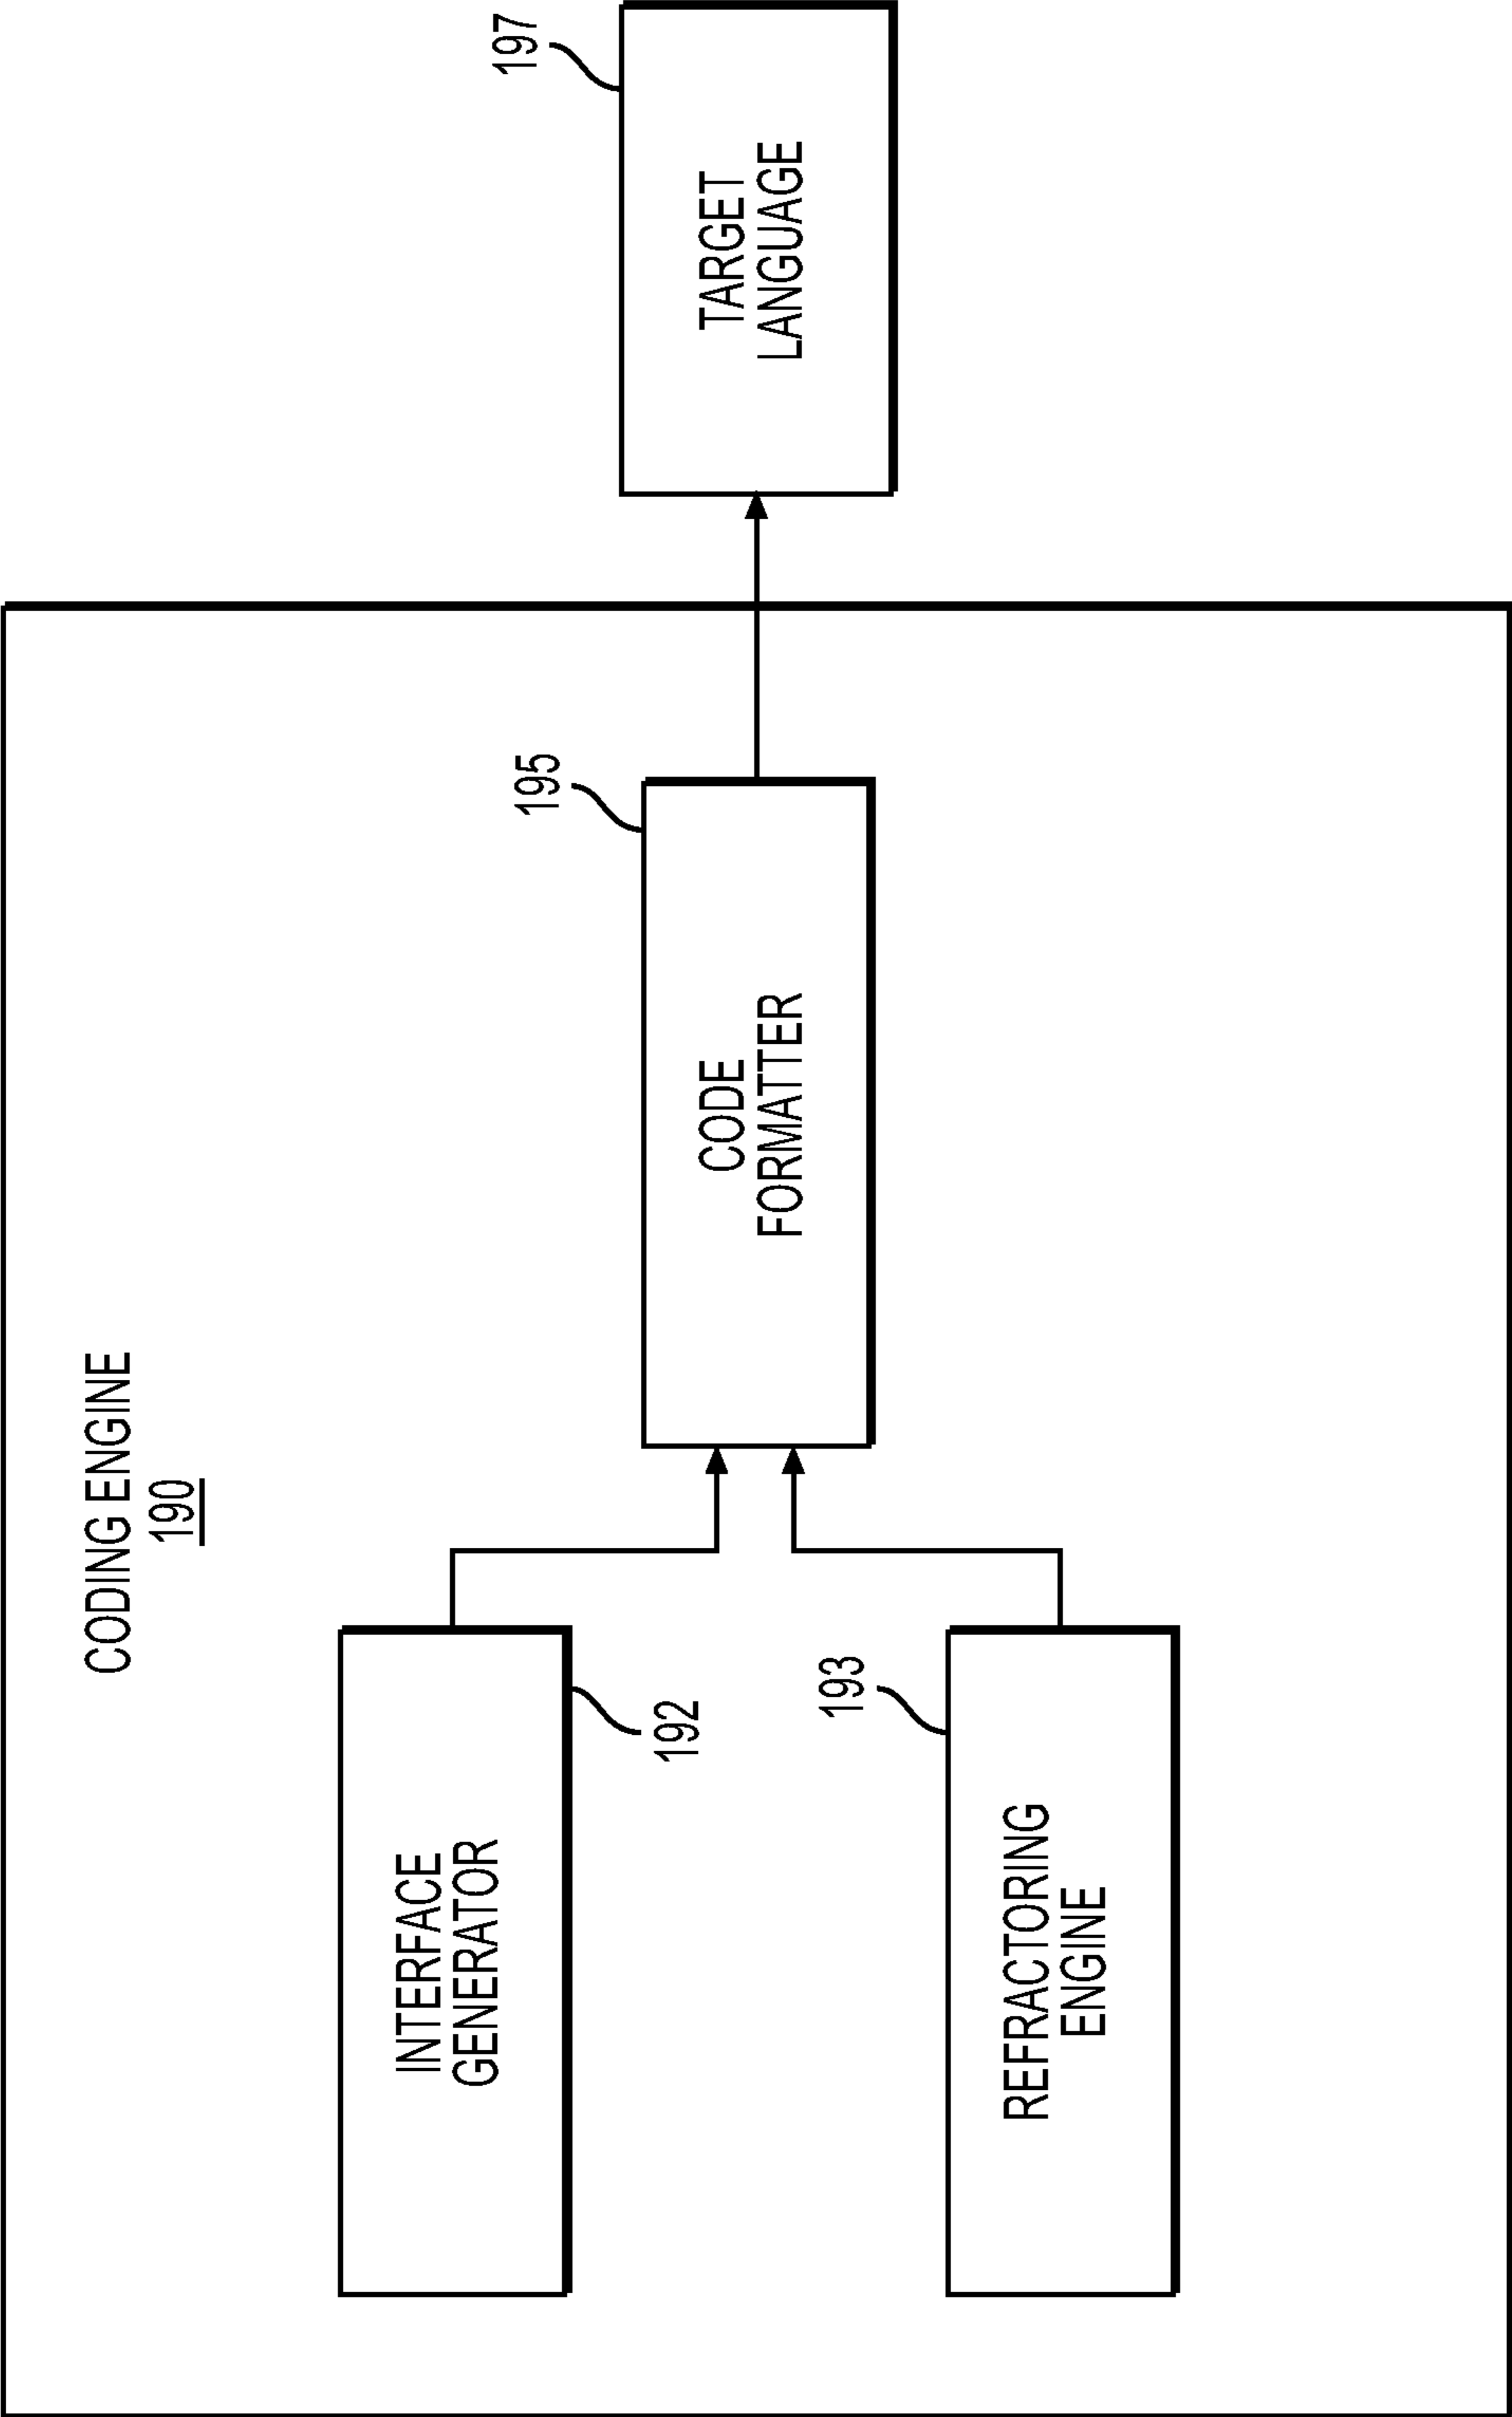 CODING ENGINE
190
INTERFACE
GENERATOR
192
REFRACTORING
ENGINE
193
CODE
FORMATTER
195
TARGET
LANGUAGE
197